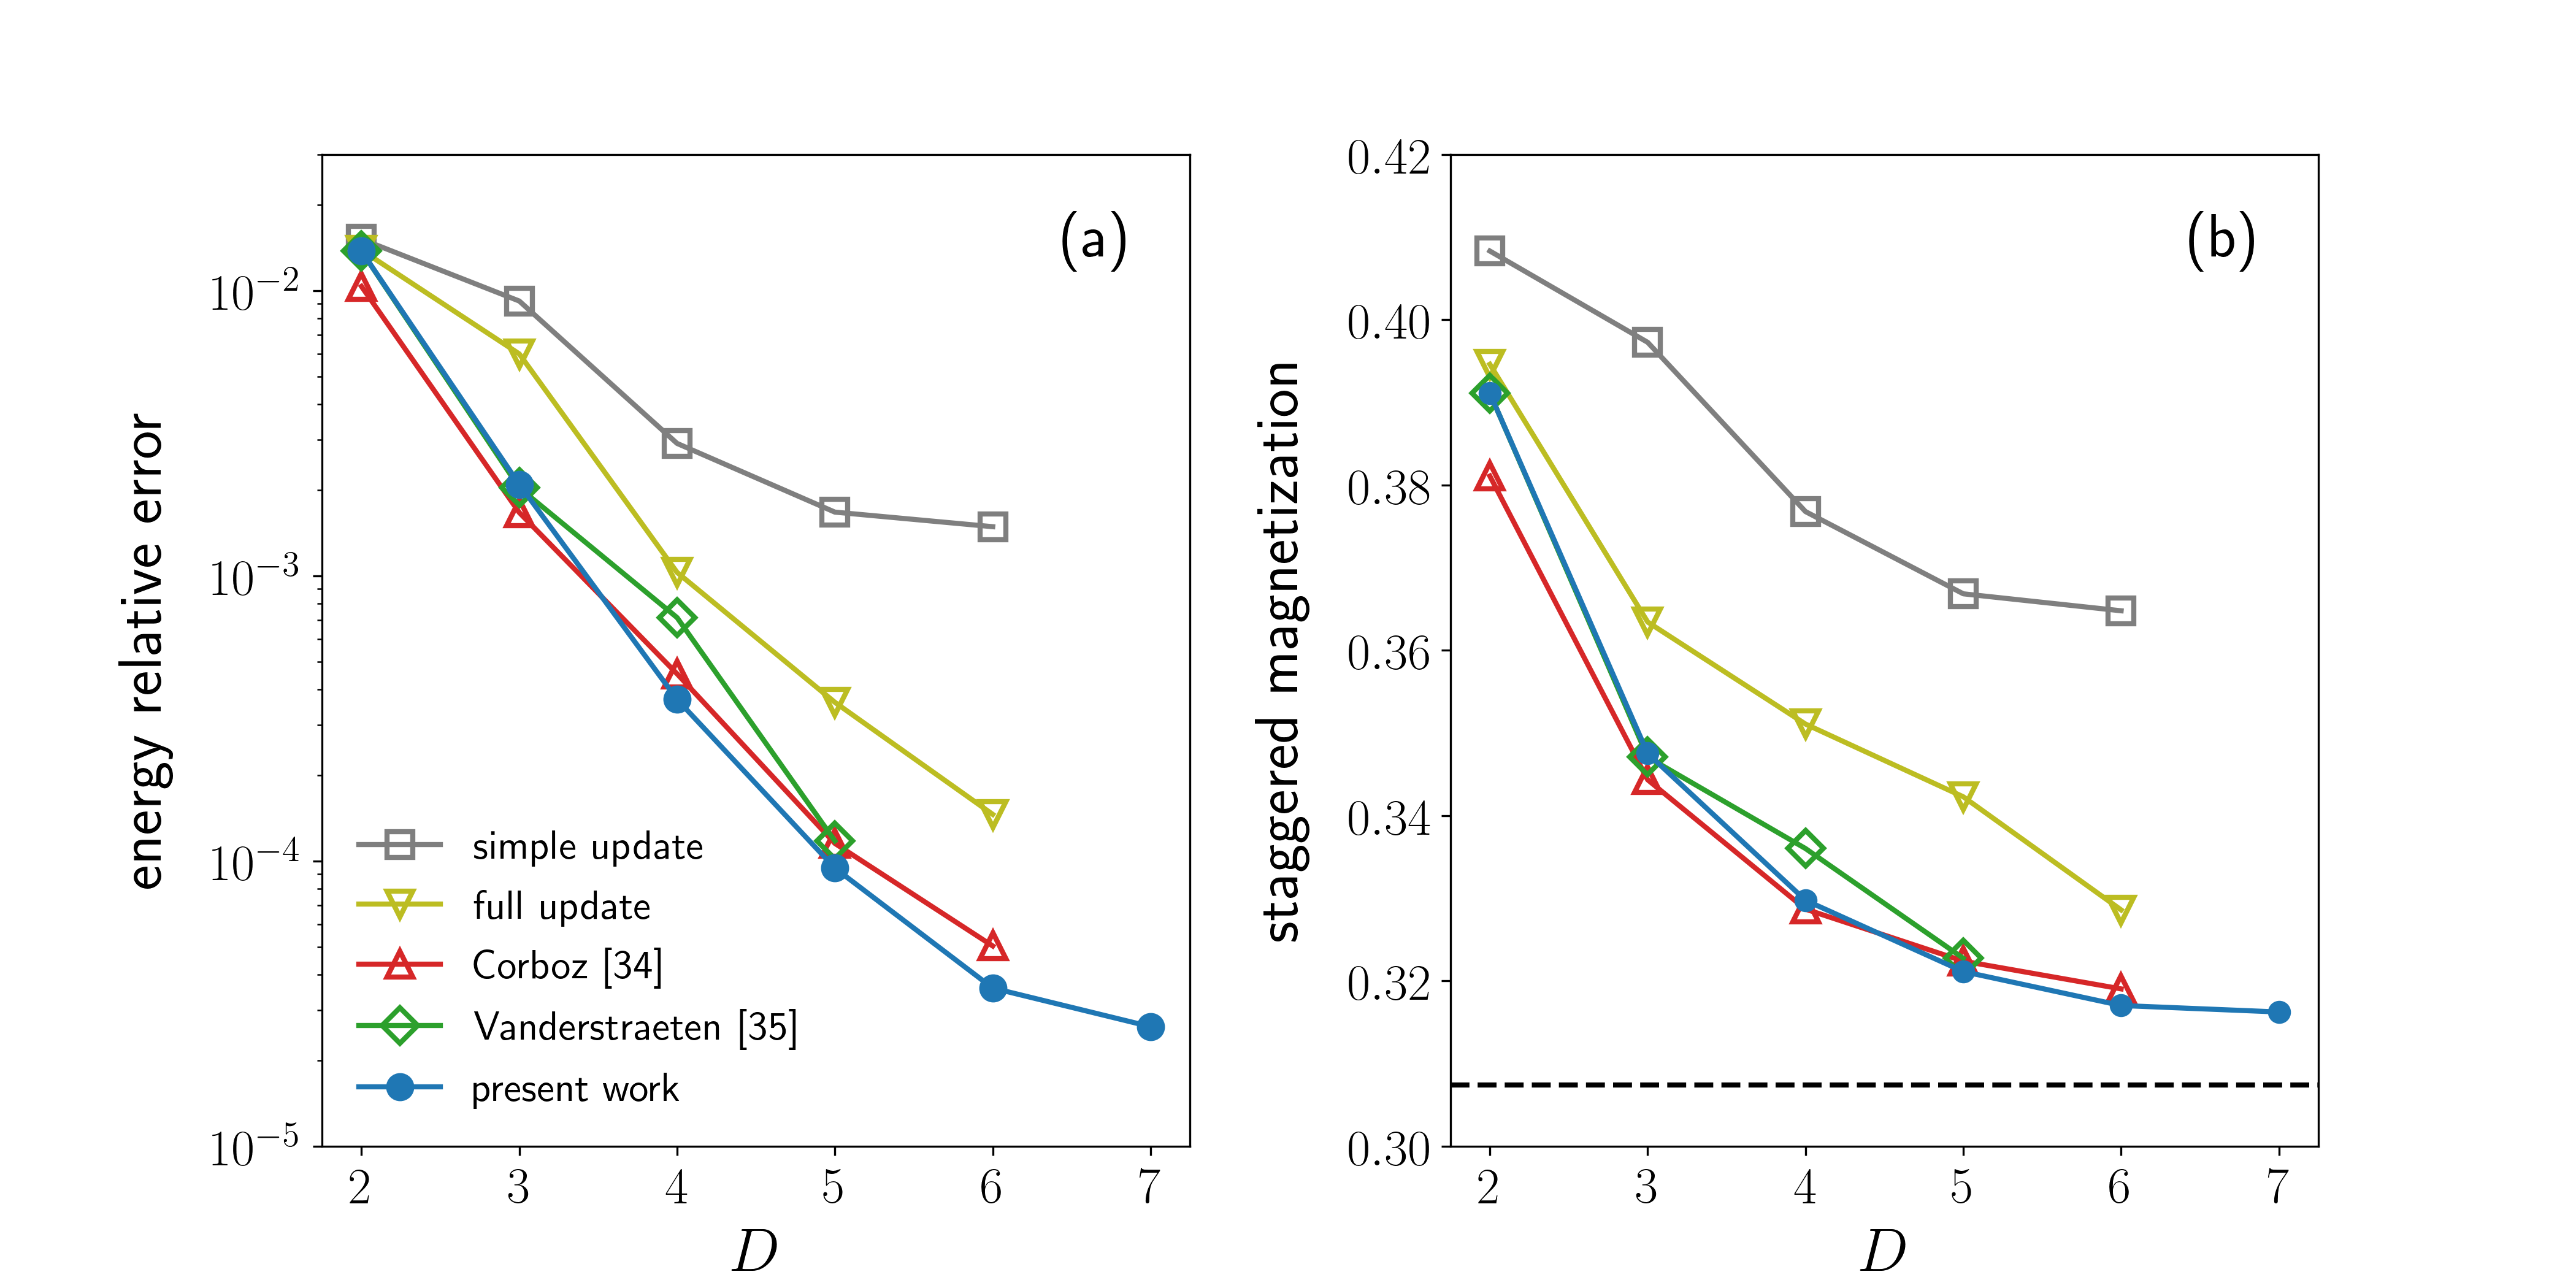 (a)
energy relative error
10⁻²
10⁻³
10⁻⁴
10⁻⁵
simple update
full update
Corboz [34]
Vanderstraeten [35]
present work
2 3 4 5 6 7
D
(b)
staggered magnetization
0.42
0.40
0.38
0.36
0.34
0.32
0.30
2 3 4 5 6 7
D